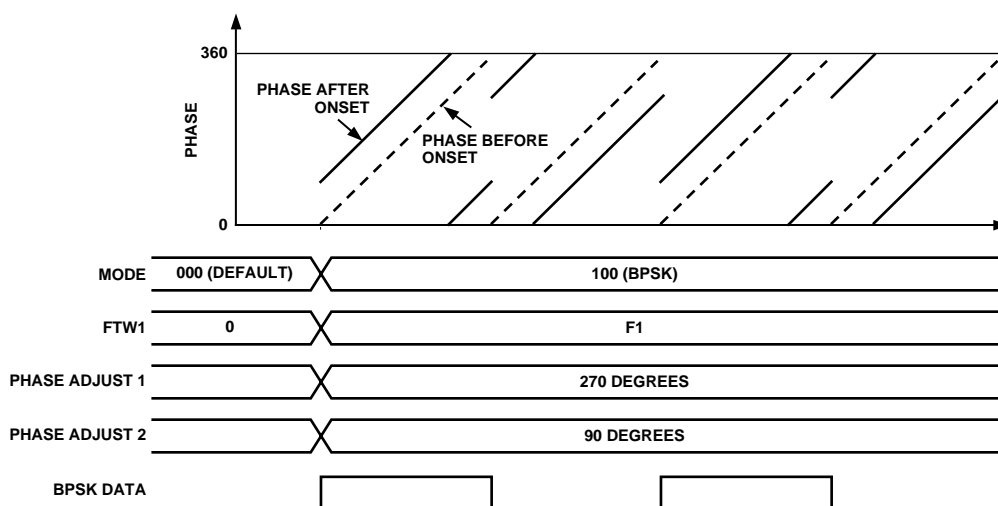 360
PHASE AFTER
ONSET
PHASE BEFORE
ONSET
PHASE
0
MODE 000 (DEFAULT) 100 (BPSK)
FTW1 0 F1
PHASE ADJUST 1 270 DEGREES
PHASE ADJUST 2 90 DEGREES
BPSK DATA